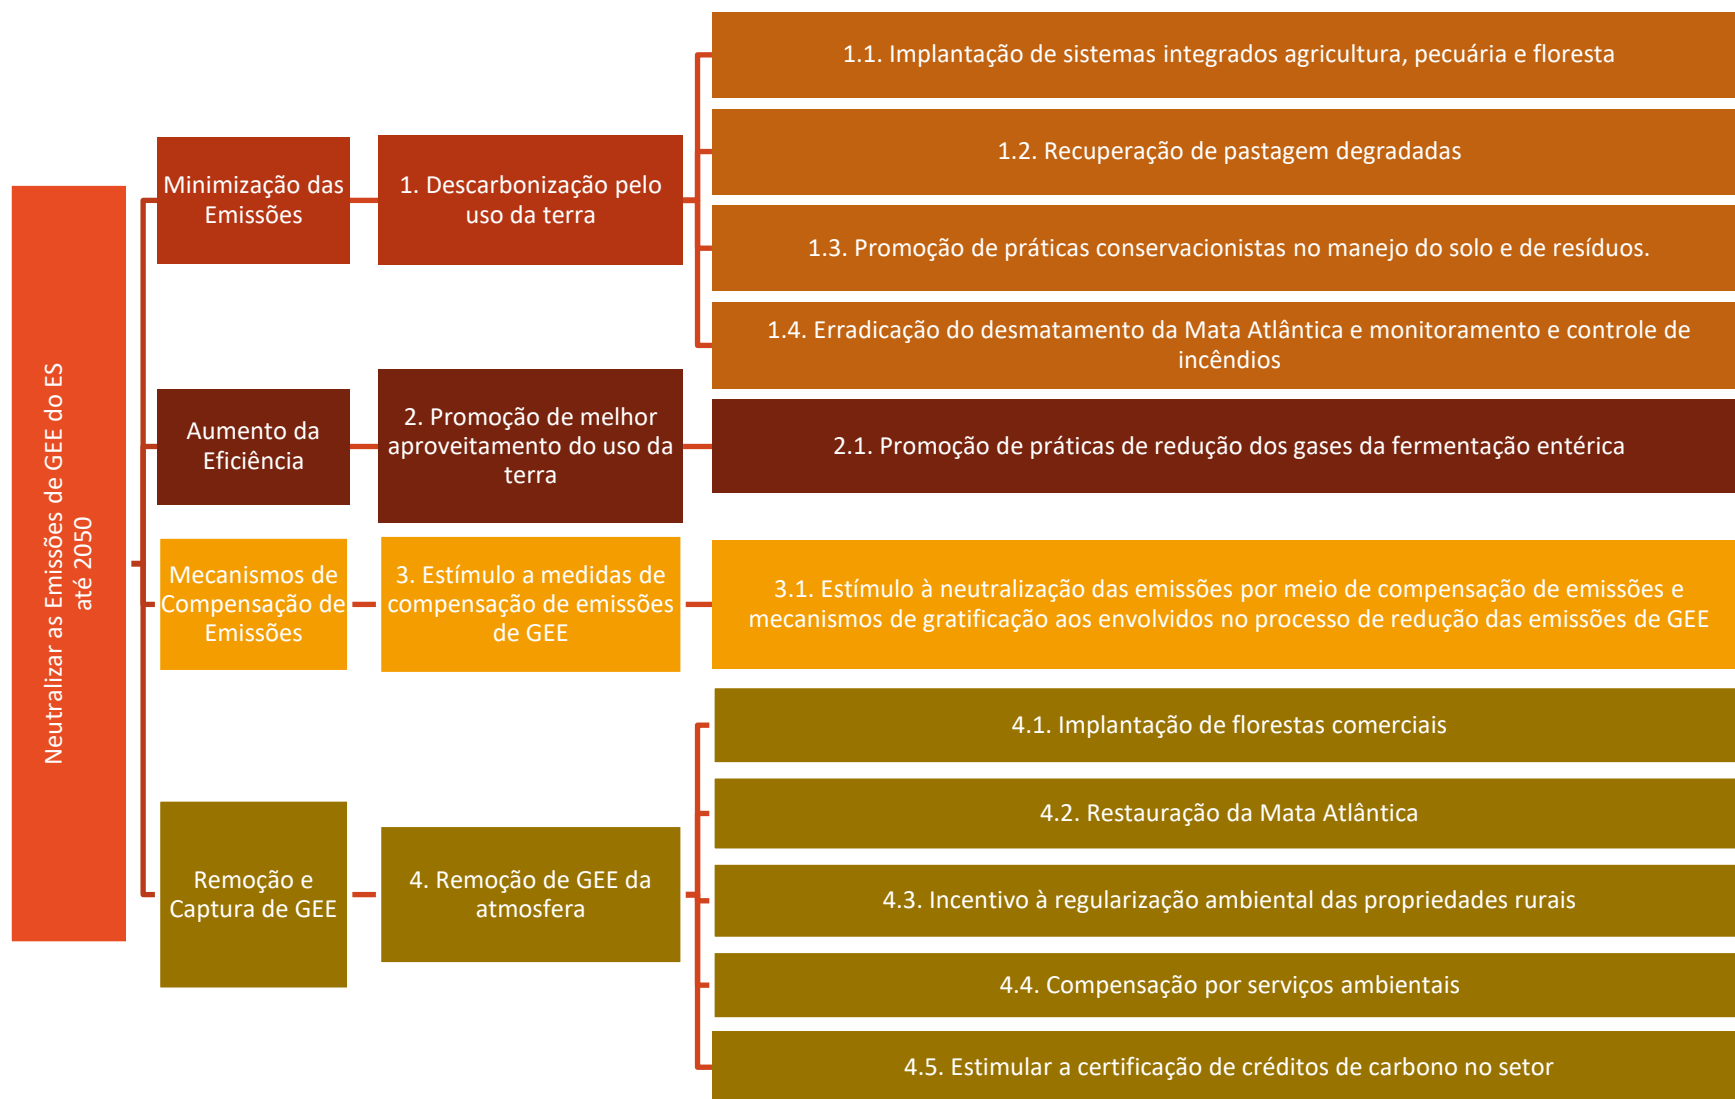 Neutralizar as Emissões de GEE do ES
até 2050
Minimização das
Emissões
1. Descarbonização pelo
uso da terra
1.1. Implantação de sistemas integrados agricultura, pecuária e floresta
1.2. Recuperação de pastagem degradadas
1.3. Promoção de práticas conservacionistas no manejo do solo e de resíduos.
1.4. Erradicação do desmatamento da Mata Atlântica e monitoramento e controle de
incêndios
Aumento da
Eficiência
2. Promoção de melhor
aproveitamento do uso da
terra
2.1. Promoção de práticas de redução dos gases da fermentação entérica
Mecanismos de
Compensação de
Emissões
3. Estímulo a medidas de
compensação de emissões
de GEE
3.1. Estímulo à neutralização das emissões por meio de compensação de emissões e
mecanismos de gratificação aos envolvidos no processo de redução das emissões de GEE
Remoção e
Captura de GEE
4. Remoção de GEE da
atmosfera
4.1. Implantação de florestas comerciais
4.2. Restauração da Mata Atlântica
4.3. Incentivo à regularização ambiental das propriedades rurais
4.4. Compensação por serviços ambientais
4.5. Estimular a certificação de créditos de carbono no setor